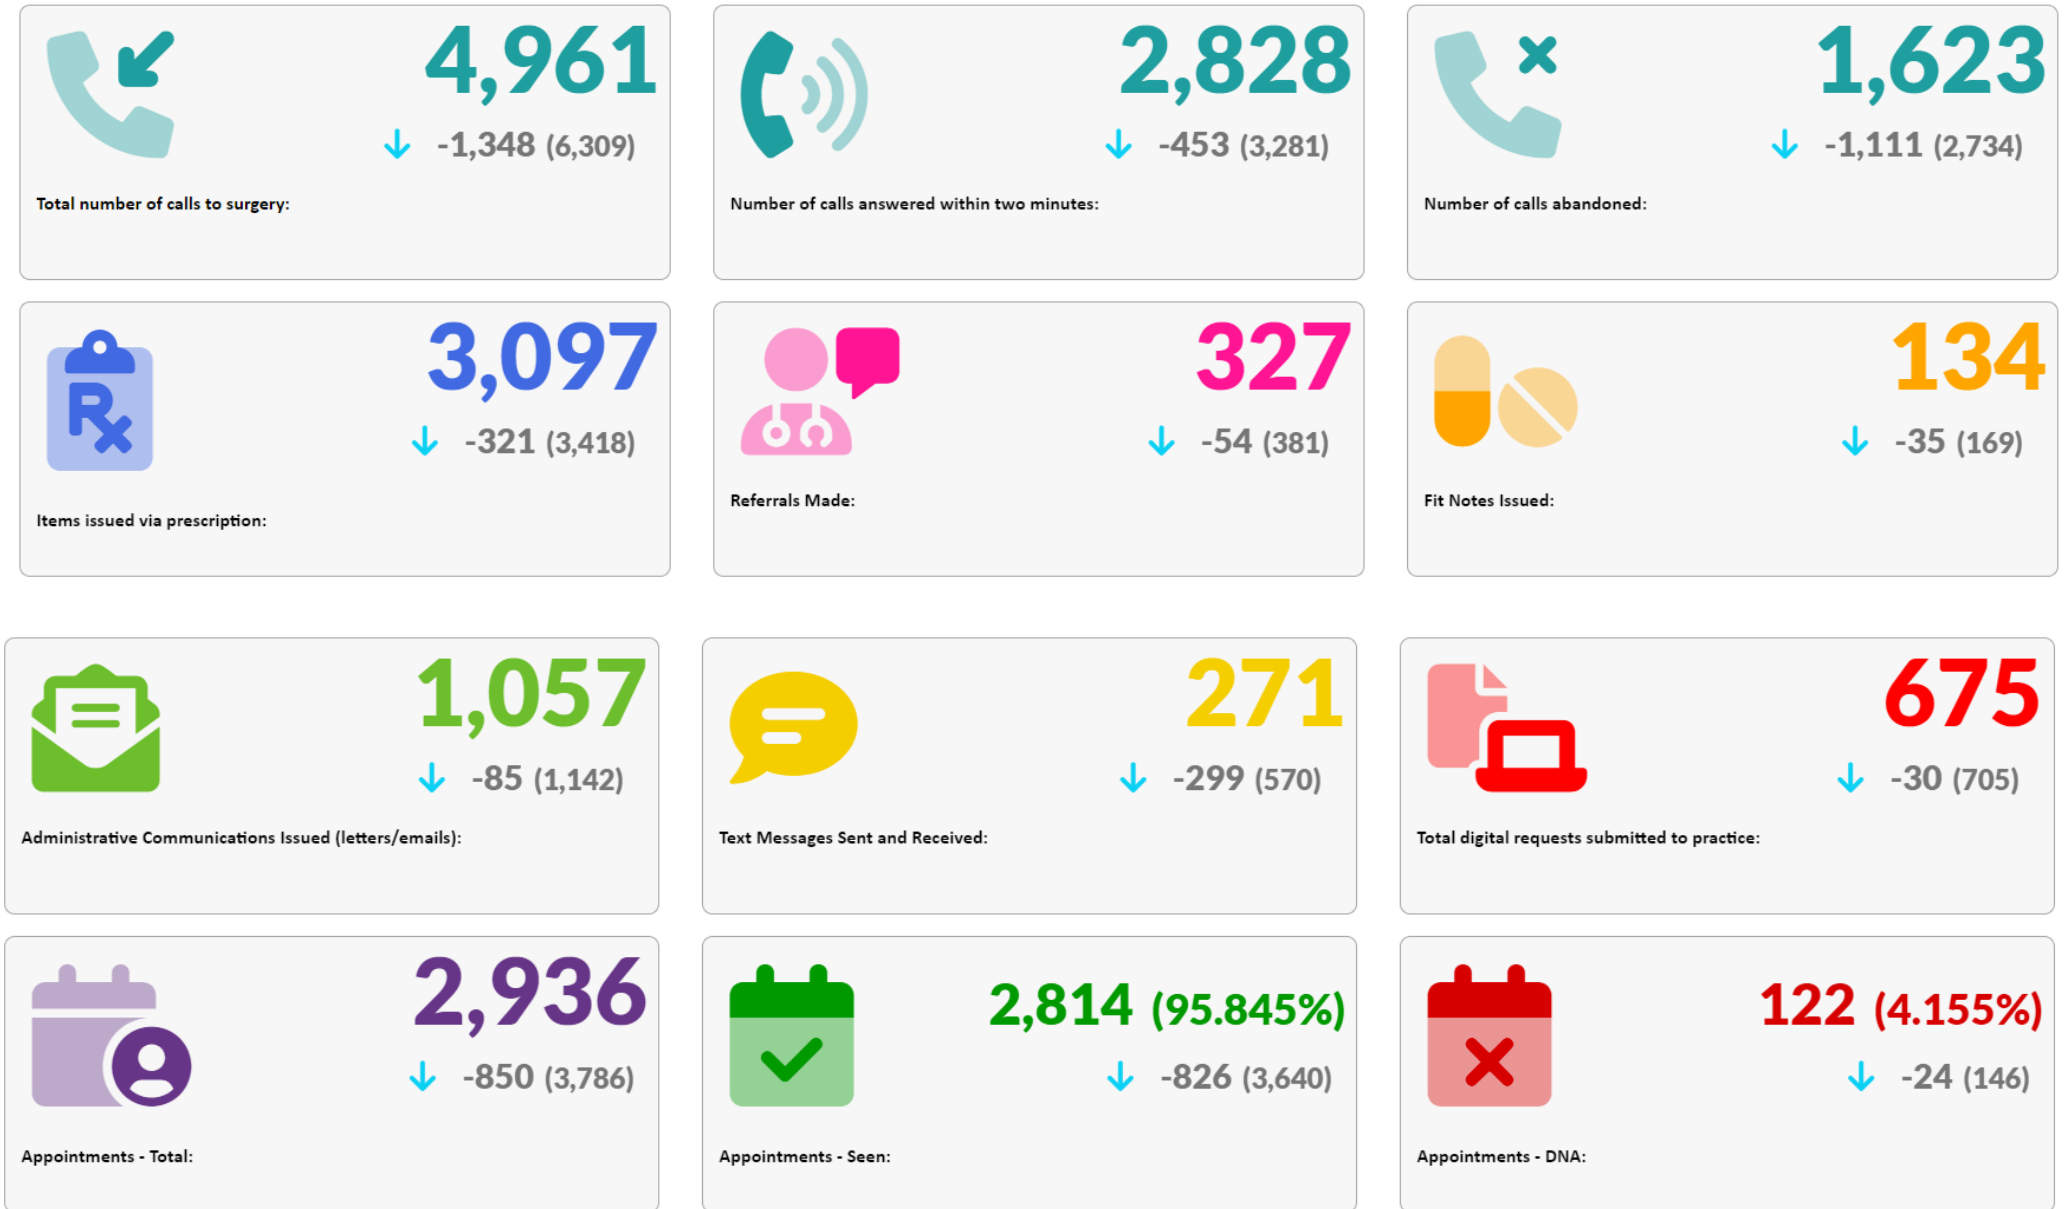 4,961
-1,348 (6,309)
Total number of calls to surgery:
2,828
-453 (3,281)
Number of calls answered within two minutes:
1,623
-1,111 (2,734)
Number of calls abandoned:
Rx
3,097
-321 (3,418)
Items issued via prescription:
327
-54 (381)
Referrals Made:
134
-35 (169)
Fit Notes Issued:
1,057
-85 (1,142)
Administrative Communications Issued (letters/emails):
271
-299 (570)
Text Messages Sent and Received:
675
-30 (705)
Total digital requests submitted to practice:
2,936
-850 (3,786)
Appointments - Total:
2,814 (95.845%)
-826 (3,640)
Appointments - Seen:
122 (4.155%)
-24 (146)
Appointments - DNA: